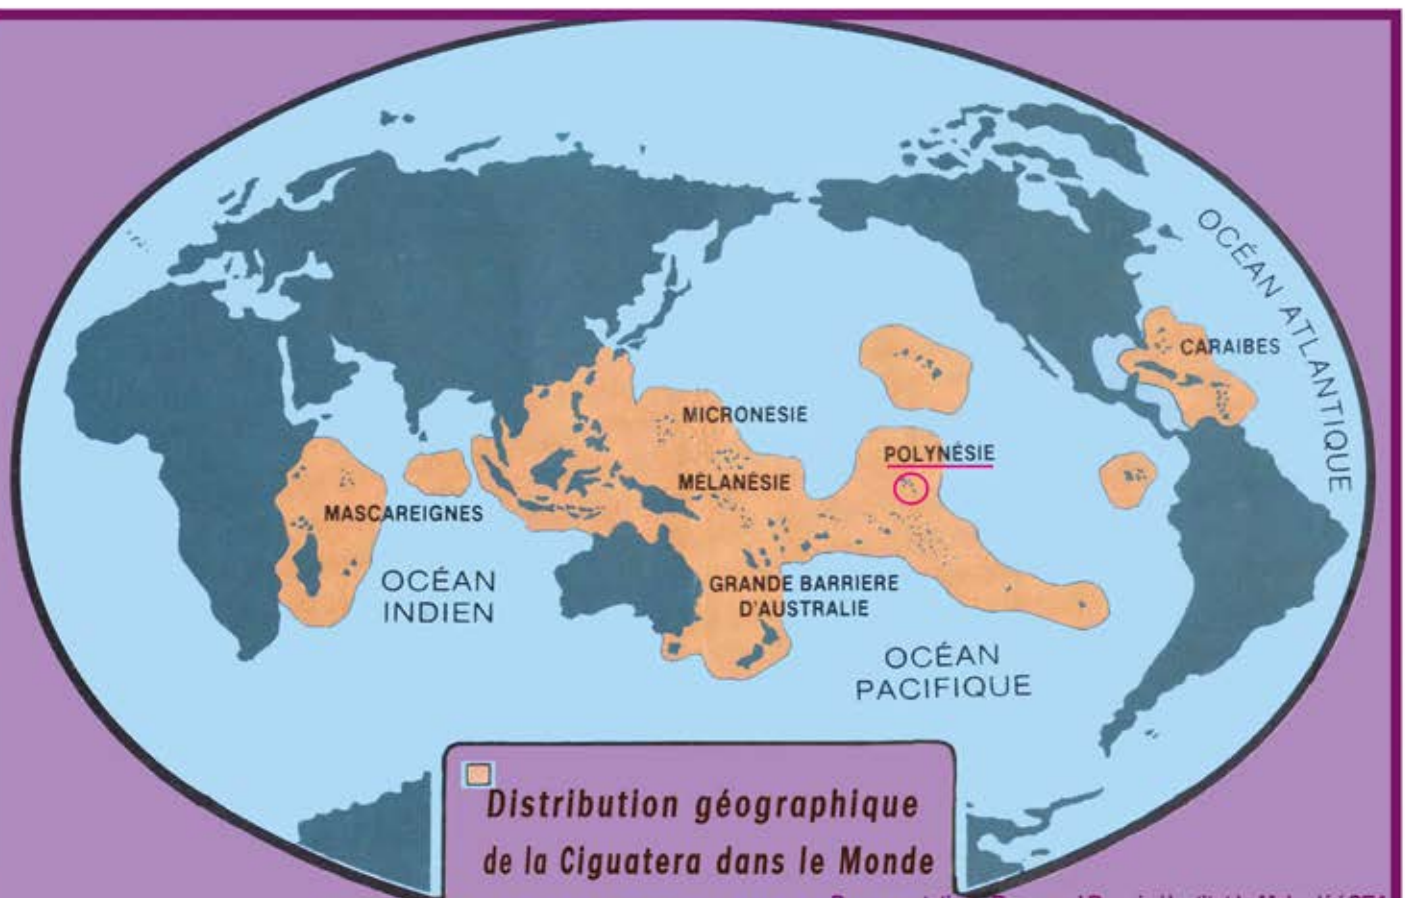 OCÉAN ATLANTIQUE
CARAIBES
MICRONÉSIE
POLYNÉSIE
MÉLANÉSIE
MASCAREIGNES
OCÉAN
INDIEN
GRANDE BARRIERE
D'AUSTRALIE
OCÉAN
PACIFIQUE
Distribution géographique
de la Ciguatera dans le Monde